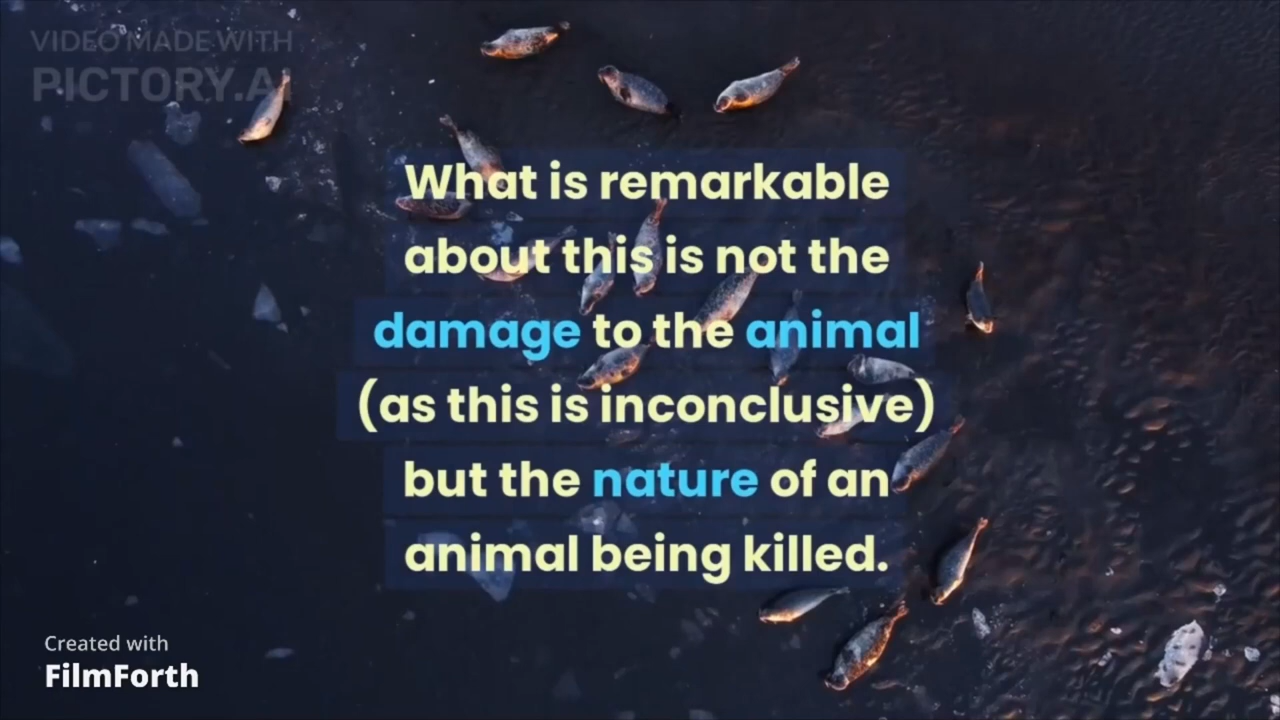 VIDEO MADE WITH
PICTORY.AI
What is remarkable
about this is not the
damage to the animal
(as this is inconclusive)
but the nature of an
animal being killed.
Created with
FilmForth